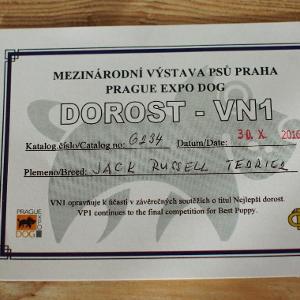 MEZINÁRODNÍ VÝSTAVA PSŮ PRAHA
PRAGUE EXPO DOG
DOROST - VN1
Katalog.číslo/Catalog no: 6234 Datum/Date: 30. X. 2016
Plemeno/Breed: JACK RUSSELL TERRIER
VN1 opravňuje k účasti v závěrečných soutěžích o titul Nejlepší dorost.
VP1 continues to the final competition for Best Puppy.
PRAGUE
EXPO
DOG